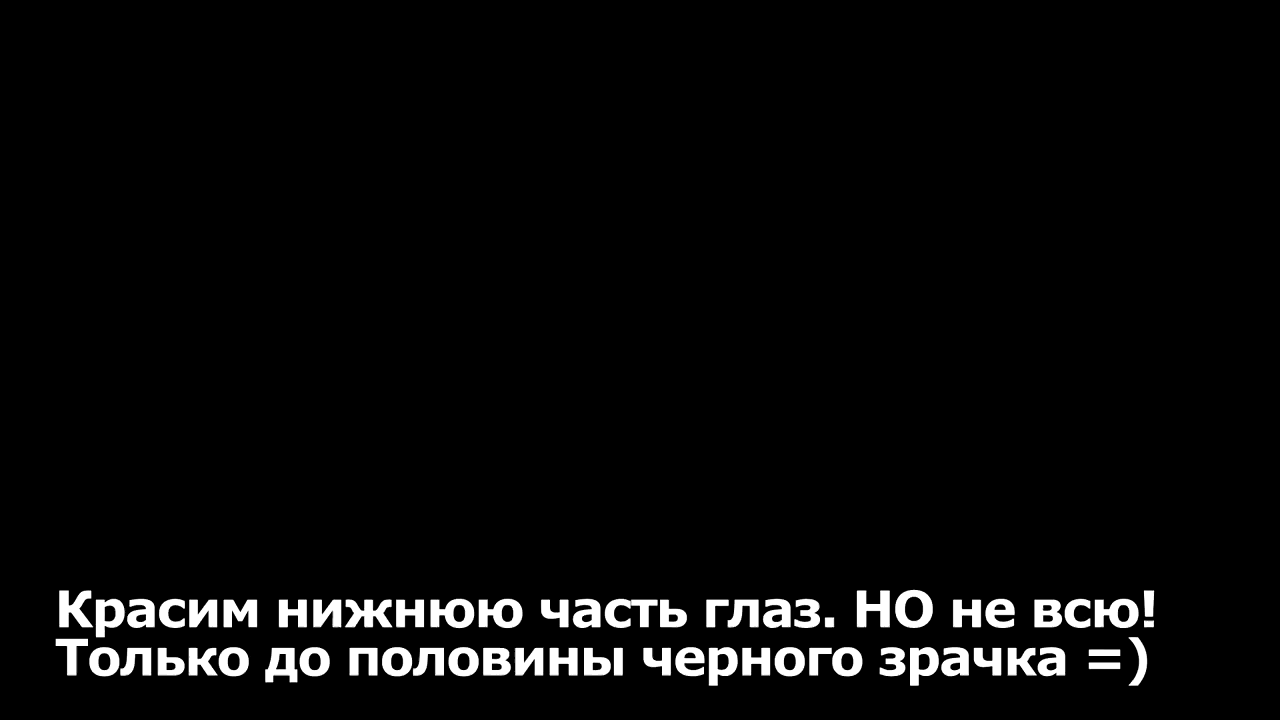 Красим нижнюю часть глаз. НО не всю!
Только до половины черного зрачка =)